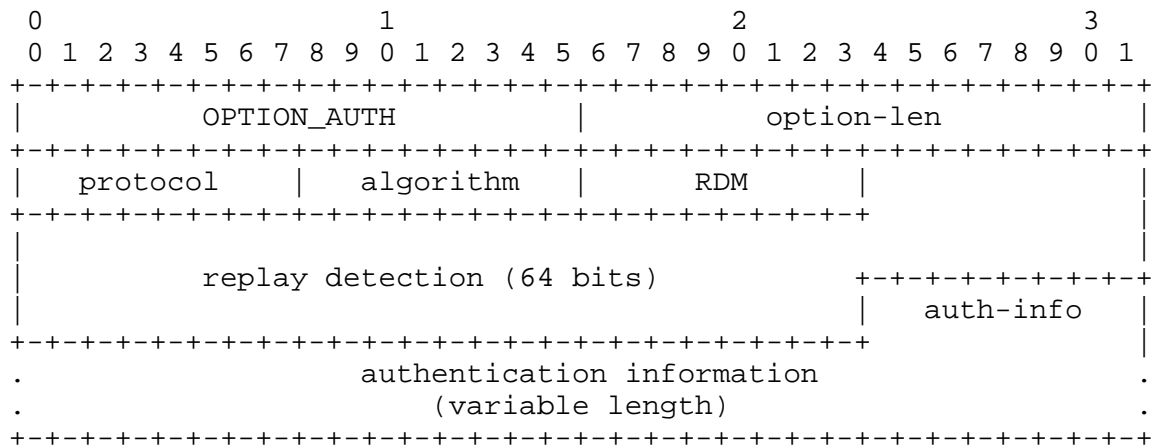 0                   1                   2                   3
 0 1 2 3 4 5 6 7 8 9 0 1 2 3 4 5 6 7 8 9 0 1 2 3 4 5 6 7 8 9 0 1
+-+-+-+-+-+-+-+-+-+-+-+-+-+-+-+-+-+-+-+-+-+-+-+-+-+-+-+-+-+-+-+-+
|          OPTION_AUTH          |          option-len           |
+-+-+-+-+-+-+-+-+-+-+-+-+-+-+-+-+-+-+-+-+-+-+-+-+-+-+-+-+-+-+-+-+
|   protocol    |   algorithm   |      RDM      |               |
+-+-+-+-+-+-+-+-+-+-+-+-+-+-+-+-+-+-+-+-+-+-+-+-+               |
|                                                               |
|          replay detection (64 bits)           +-+-+-+-+-+-+-+-+
|                                               |   auth-info   |
+-+-+-+-+-+-+-+-+-+-+-+-+-+-+-+-+-+-+-+-+-+-+-+-+               |
.                   authentication information                  .
.                       (variable length)                       .
+-+-+-+-+-+-+-+-+-+-+-+-+-+-+-+-+-+-+-+-+-+-+-+-+-+-+-+-+-+-+-+-+